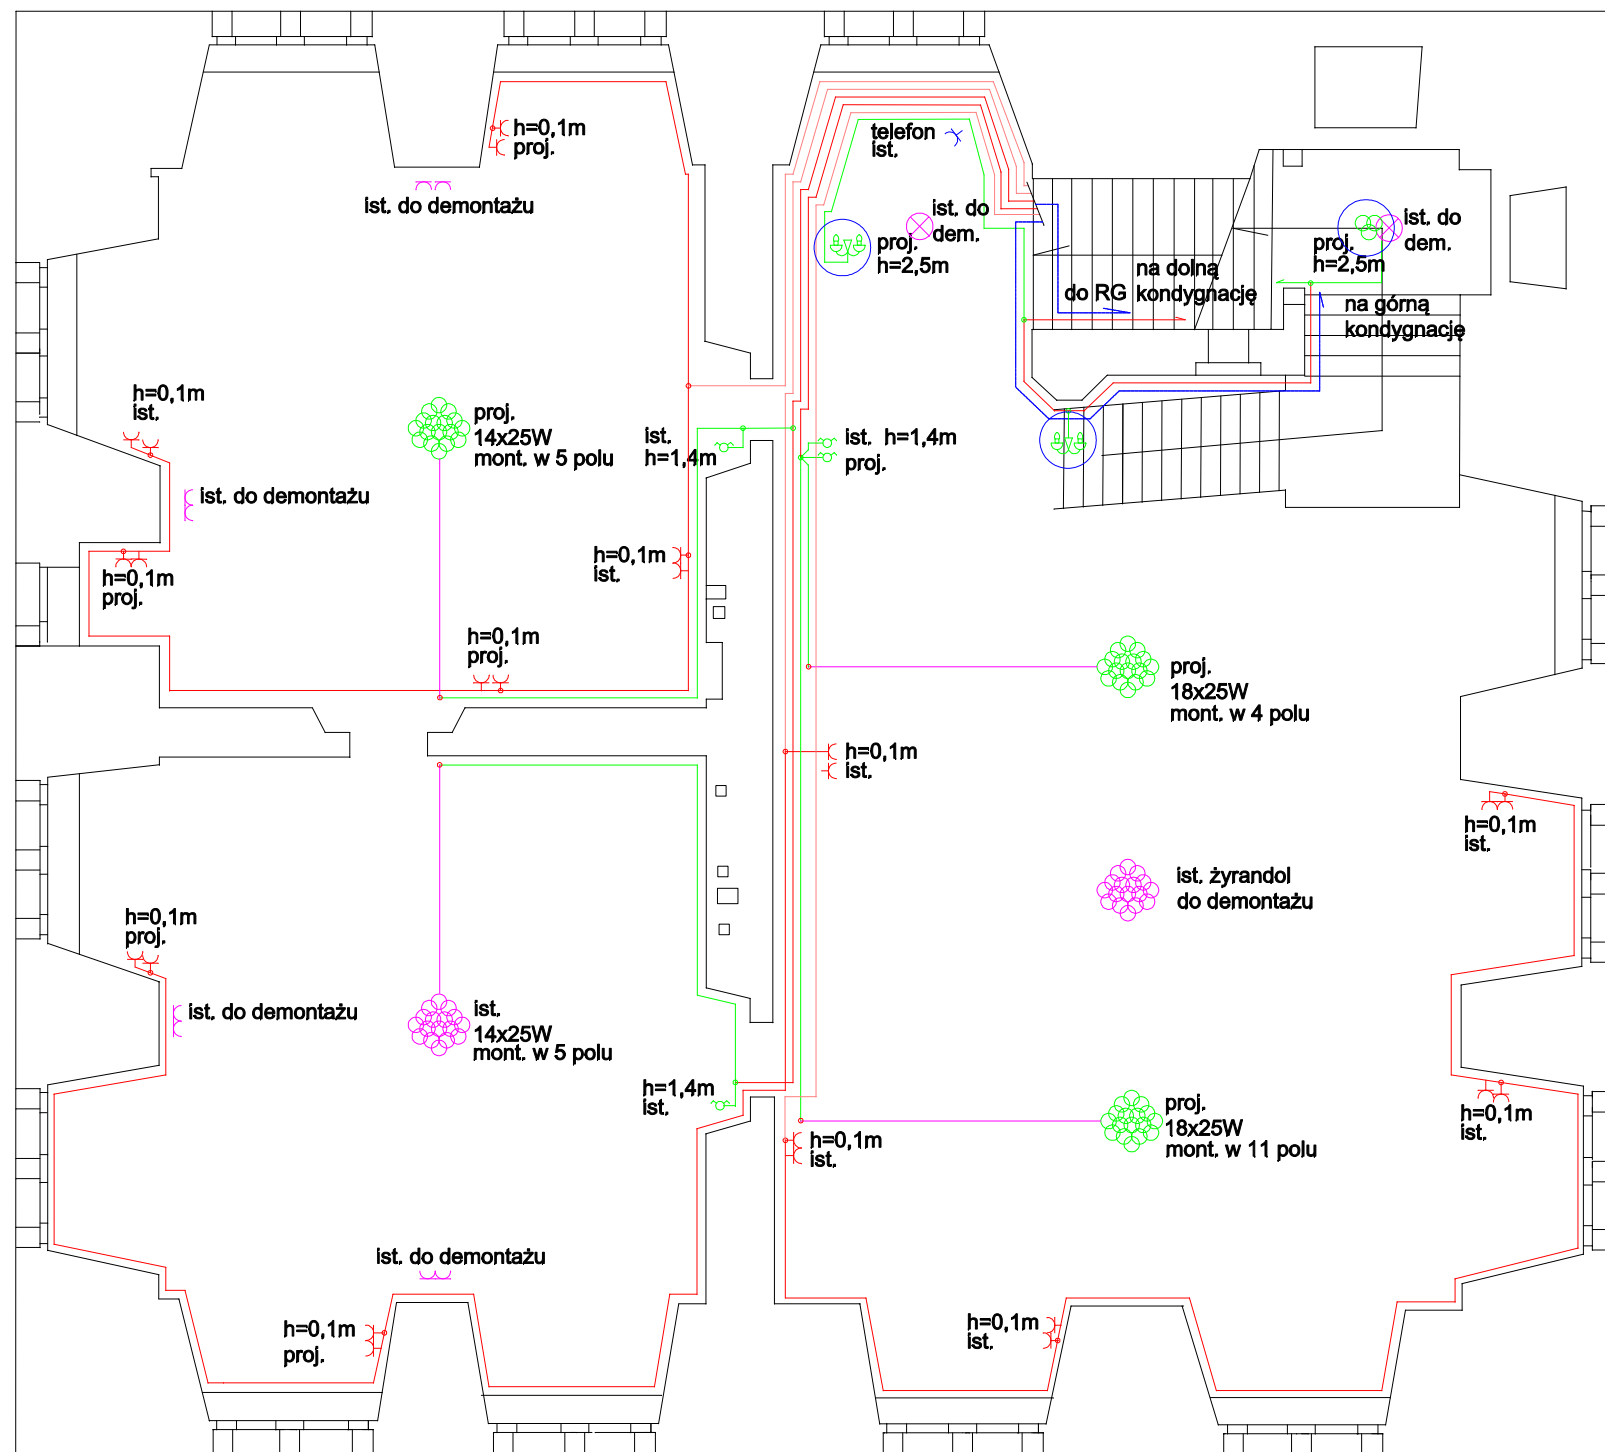 h=0,1m
proj.
ist. do demontażu
telefon
ist.
ist. do
dem.
proj.
h=2,5m
ist. do
dem.
proj.
h=2,5m
na dolną
kondygnację
do RG
na górną
kondygnację
h=0,1m
ist.
proj.
14x25W
mont. w 5 polu
ist.
h=1,4m
ist. h=1,4m
proj.
ist. do demontażu
h=0,1m
proj.
h=0,1m
ist.
h=0,1m
proj.
proj.
18x25W
mont. w 4 polu
h=0,1m
ist.
h=0,1m
ist.
ist. żyrandol
do demontażu
h=0,1m
proj.
ist. do demontażu
ist.
14x25W
mont. w 5 polu
h=1,4m
ist.
proj.
18x25W
mont. w 11 polu
h=0,1m
ist.
h=0,1m
ist.
ist. do demontażu
h=0,1m
proj.
h=0,1m
ist.